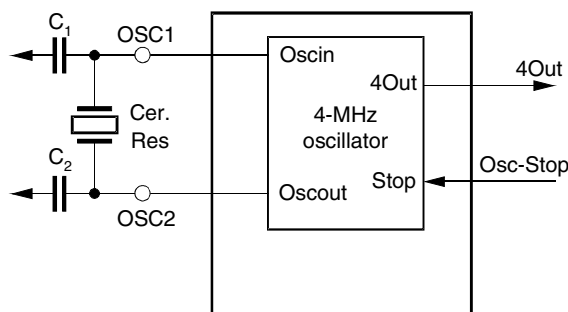 C1
OSC1
Oscin
4Out
4Out
Cer.
Res
4-MHz
oscillator
C2
Osc-Stop
Stop
Oscout
OSC2